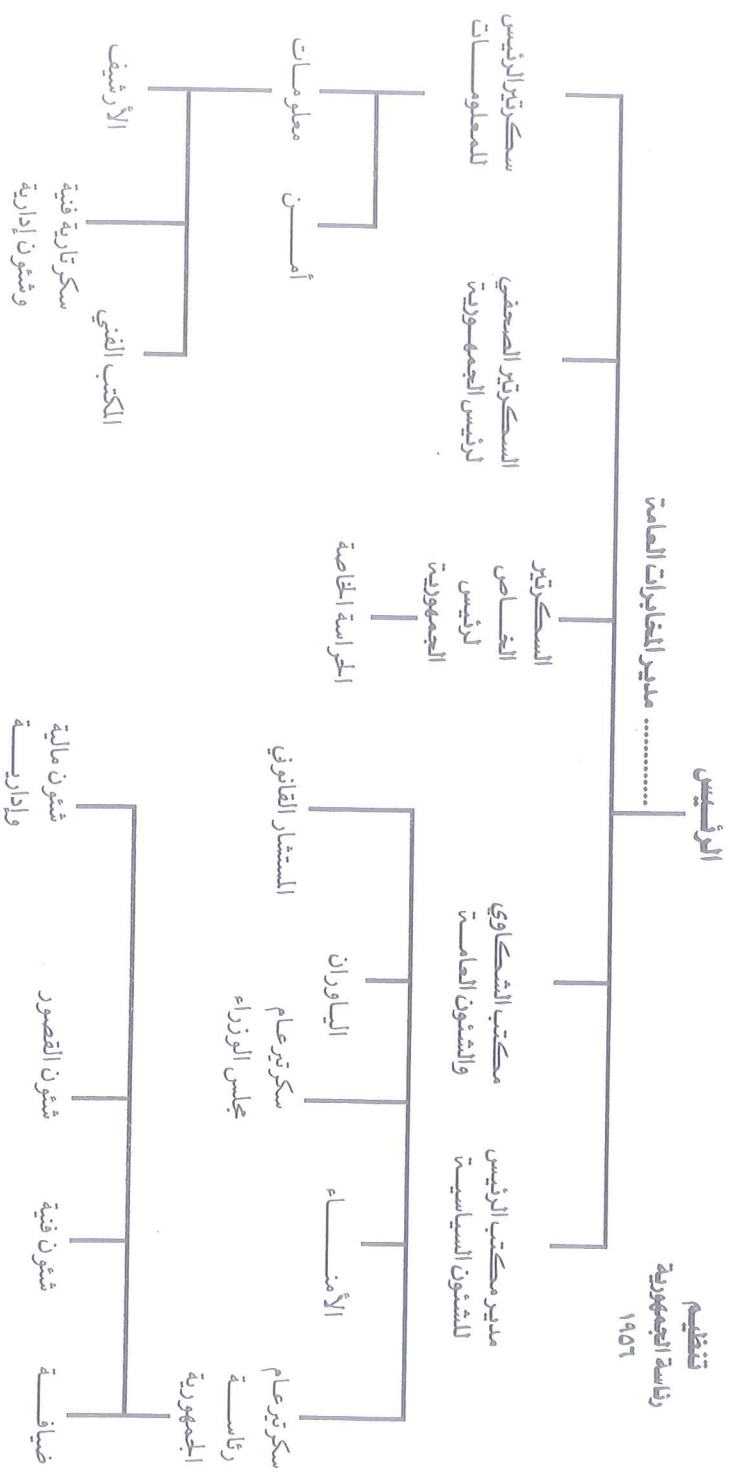 تنظيم
رئاسة الجمهورية
١٩٥٦
الرئيس
مدير المخابرات العامة ............
مدير مكتب الرئيس
للشئون السياسية
مكتب الشكاوي
والشئون العامة
السكرتير
الخاص
لرئيس
الجمهورية
السكرتير الصحفي
لرئيس الجمهورية
سكرتير الرئيس
للمعلومات
الحراسة الخاصة
أمن
معلومات
المكتب الفني
سكرتارية فنية
وشئون إدارية
الأرشيف
سكرتير عام
رئاسة
الجمهورية
الأمناء
سكرتير عام
مجلس الوزراء
الياوران
المستشار القانوني
ضيافة
شئون فنية
شئون القصور
شئون مالية
وإدارية